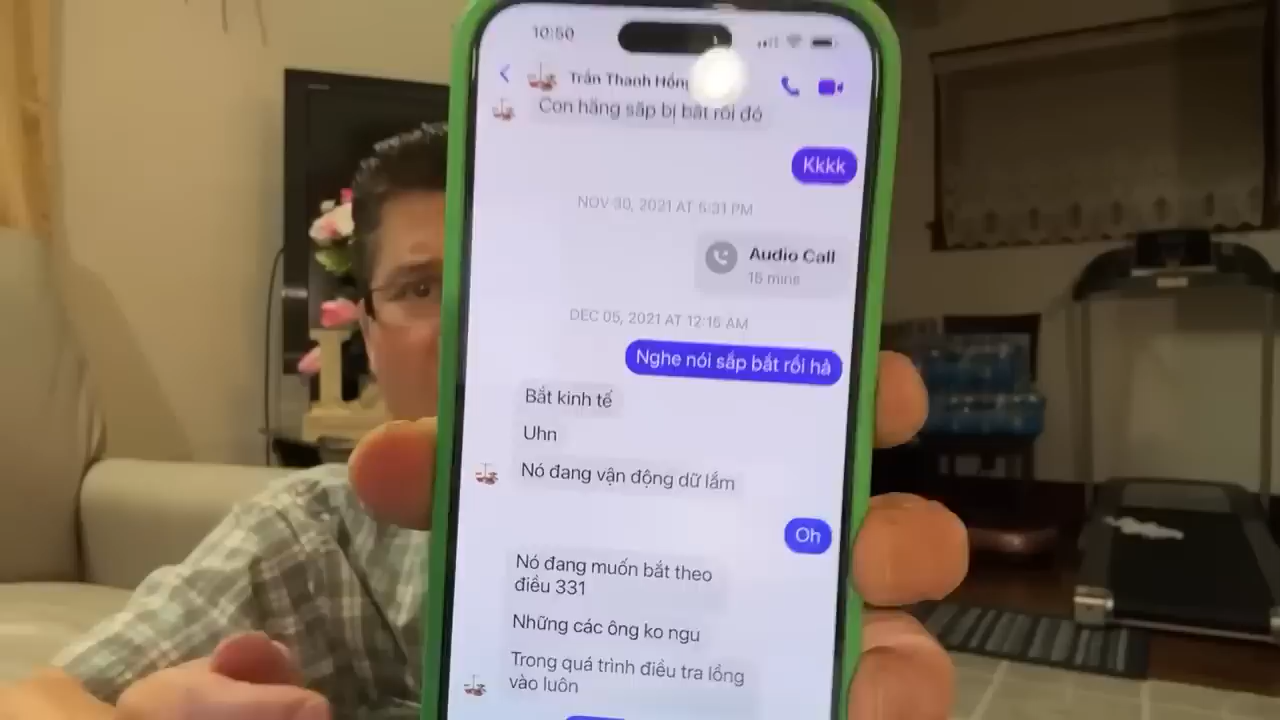 10:50
Trần Thanh Hồng
Con hãng sắp bị bắt rồi đó
Kkkk
NOV 30, 2021 AT 5:31 PM
Audio Call
15 mins
DEC 05, 2021 AT 12:15 AM
Nghe nói sắp bắt rồi hả
Bắt kinh tế
Uhn
Nó đang vận động dữ lắm
Oh
Nó đang muốn bắt theo
điều 331
Những các ông ko ngu
Trong quá trình điều tra lồng
vào luôn